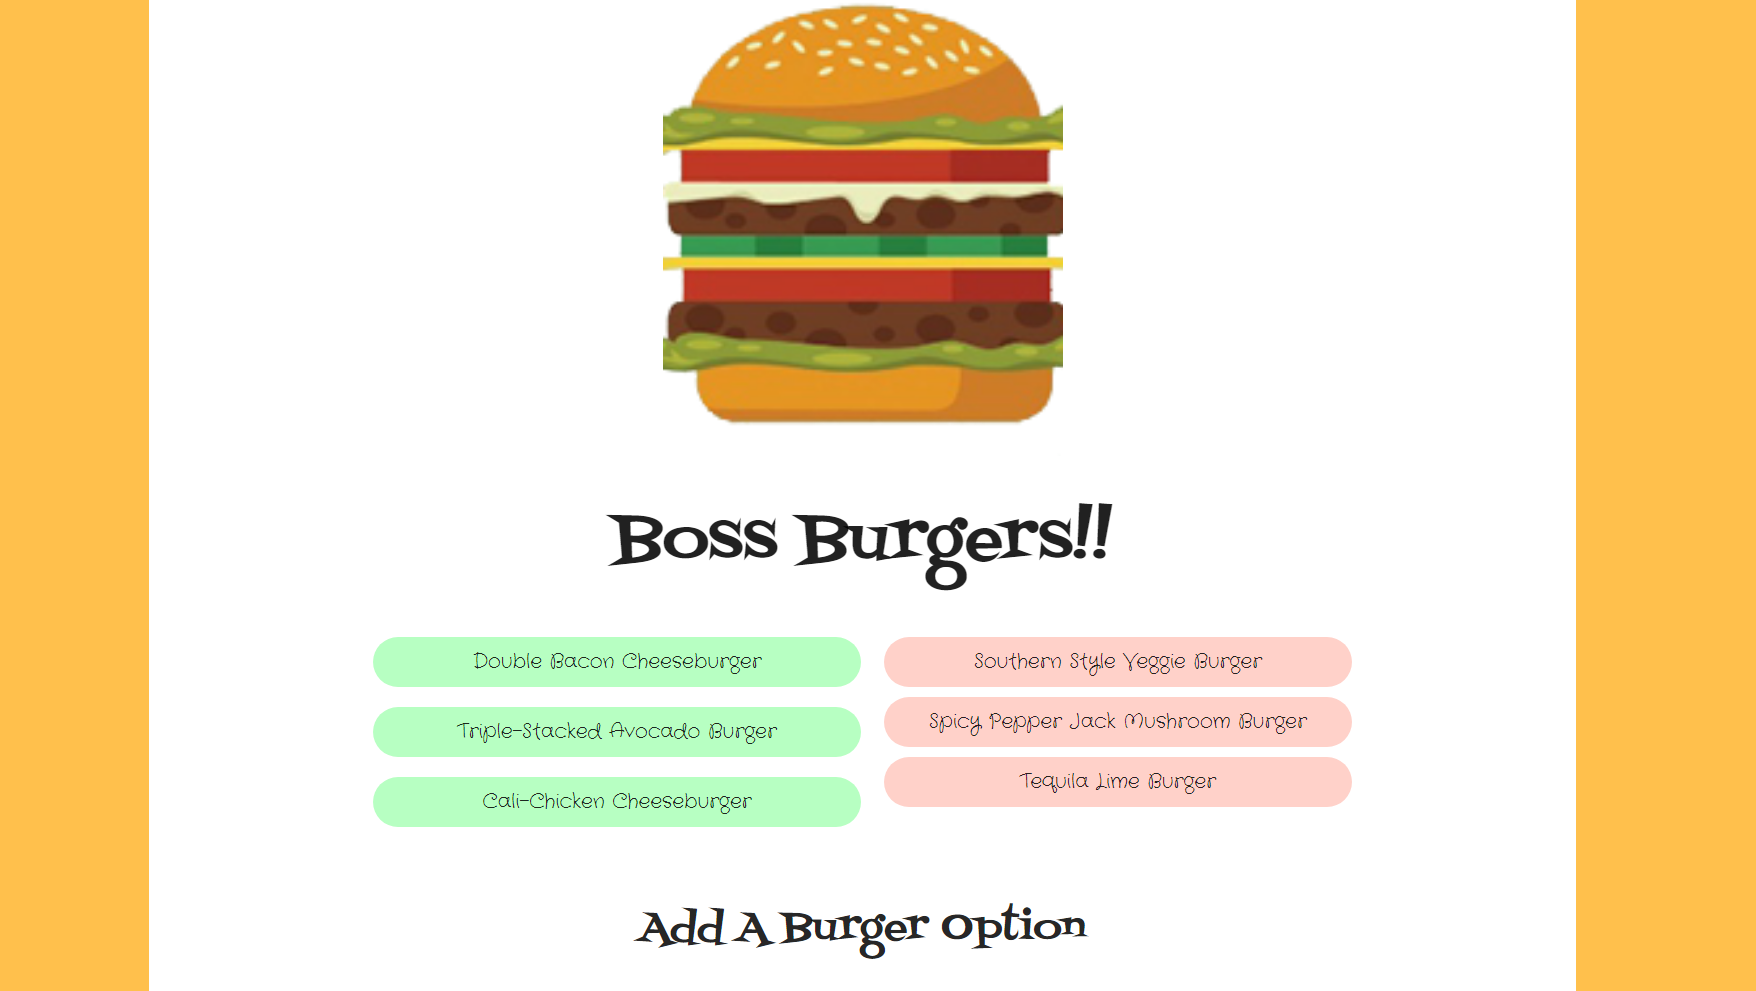 Boss Burgers!!
Double Bacon Cheeseburger
Triple-Stacked Avocado Burger
Cali-Chicken Cheeseburger
Southern Style Veggie Burger
Spicy Pepper Jack Mushroom Burger
Tequila Lime Burger
Add A Burger Option